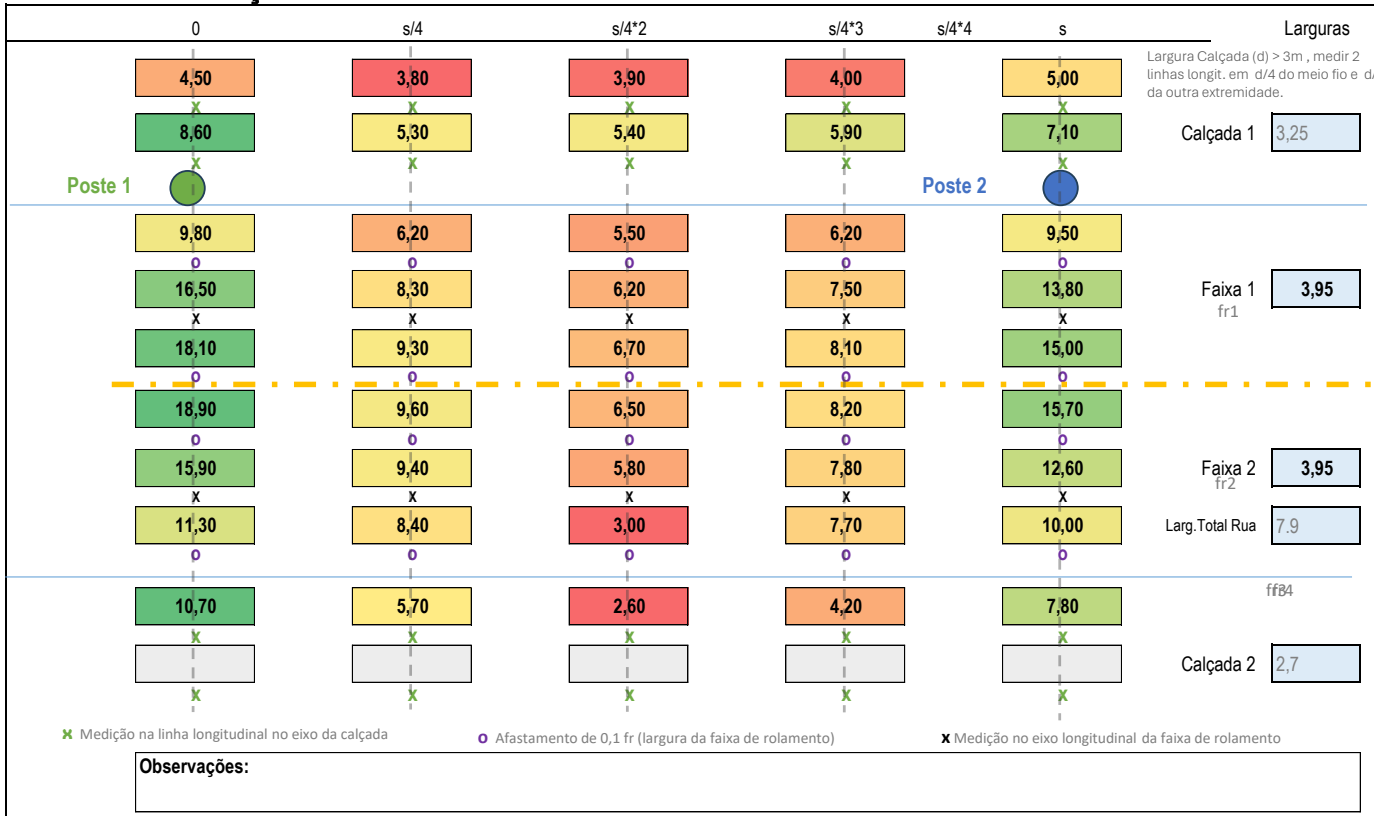 0 s/4 s/4*2 s/4*3 s/4*4 s Larguras
Largura Calçada (d) > 3m , medir 2
linhas longit. em d/4 do meio fio e d/
da outra extremidade.
4,50 3,80 3,90 4,00 5,00
x x x x x
8,60 5,30 5,40 5,90 7,10 Calçada 1 3,25
x x x x x
Poste 1 Poste 2
9,80 6,20 5,50 6,20 9,50
o o o o o
16,50 8,30 6,20 7,50 13,80 Faixa 1 3,95
fr1
x x x x x
18,10 9,30 6,70 8,10 15,00
o o o o o
18,90 9,60 6,50 8,20 15,70
o o o o o
15,90 9,40 5,80 7,80 12,60 Faixa 2 3,95
fr2
x x x x x
11,30 8,40 3,00 7,70 10,00 Larg.Total Rua 7.9
o o o o o
10,70 5,70 2,60 4,20 7,80
x x x x x
Calçada 2 2,7
x x x x x
x Medição na linha longitudinal no eixo da calçada o Afastamento de 0,1 fr (largura da faixa de rolamento) x Medição no eixo longitudinal da faixa de rolamento
Observações: